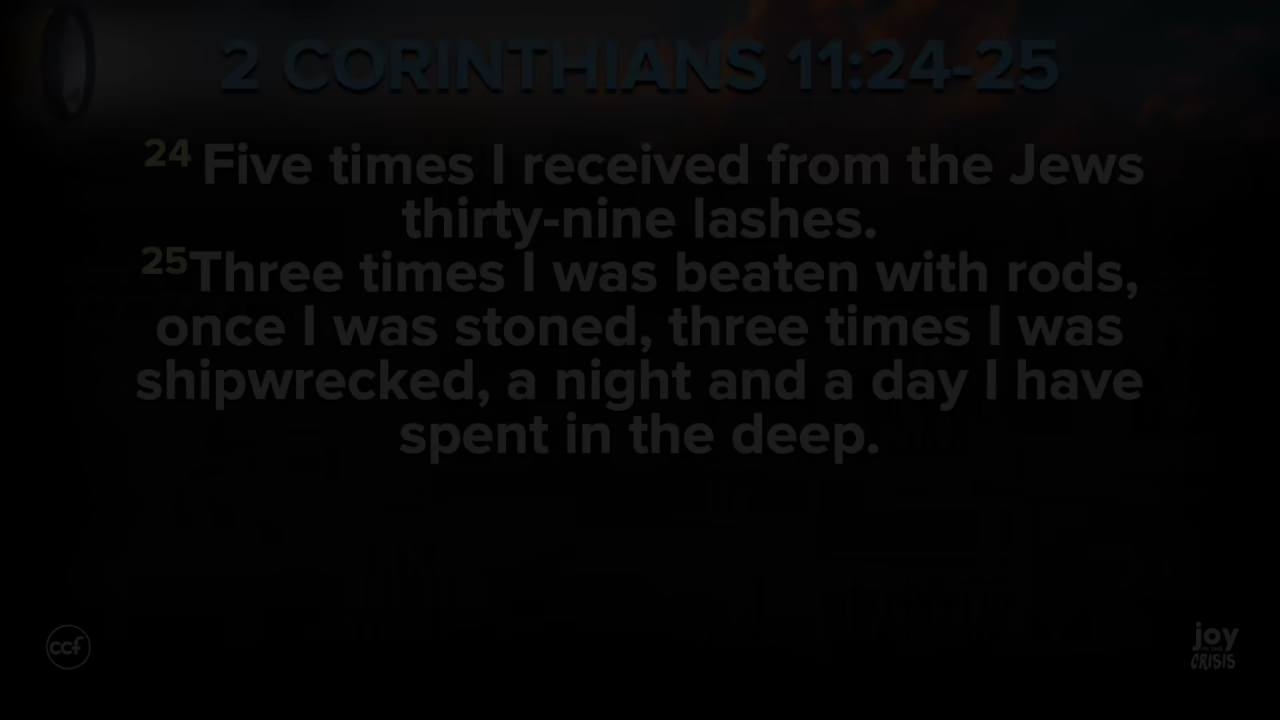 2 CORINTHIANS 11:24-25
24 Five times I received from the Jews
thirty-nine lashes.
25Three times I was beaten with rods,
once I was stoned, three times I was
shipwrecked, a night and a day I have
spent in the deep.
ccf
joy
CRISIS